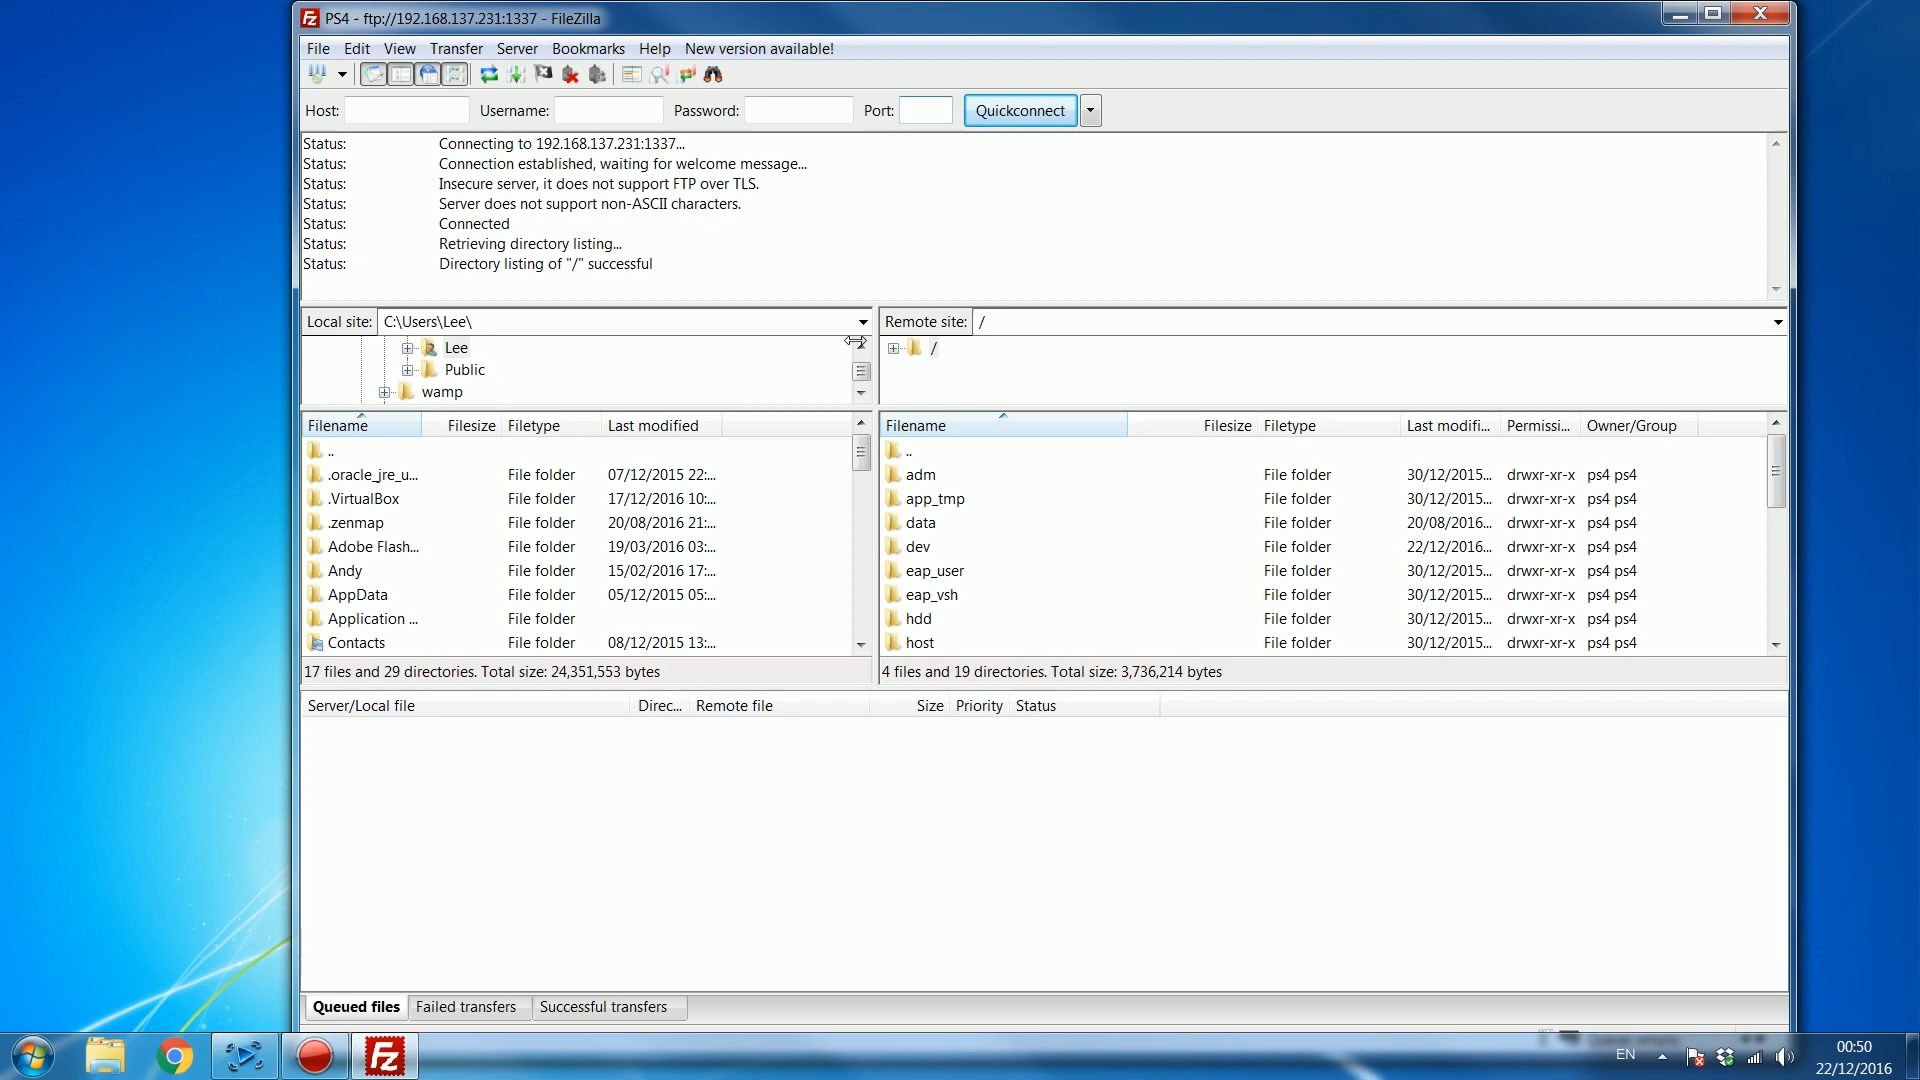 PS4 - ftp://192.168.137.231:1337 - FileZilla
File Edit View Transfer Server Bookmarks Help New version available!
Host: Username: Password: Port: Quickconnect
Status: Connecting to 192.168.137.231:1337...
Status: Connection established, waiting for welcome message...
Status: Insecure server, it does not support FTP over TLS.
Status: Server does not support non-ASCII characters.
Status: Connected
Status: Retrieving directory listing...
Status: Directory listing of "/" successful
Local site: C:\Users\Lee\
Lee
Public
wamp
Remote site: /
/
Filename Filesize Filetype Last modified
..
.oracle_jre_u... File folder 07/12/2015 22:...
.VirtualBox File folder 17/12/2016 10:...
.zenmap File folder 20/08/2016 21:...
Adobe Flash... File folder 19/03/2016 03:...
Andy File folder 15/02/2016 17:...
AppData File folder 05/12/2015 05:...
Application ... File folder
Contacts File folder 08/12/2015 13:...
17 files and 29 directories. Total size: 24,351,553 bytes
Filename Filesize Filetype Last modifi... Permissi... Owner/Group
..
adm File folder 30/12/2015... drwxr-xr-x ps4 ps4
app_tmp File folder 30/12/2015... drwxr-xr-x ps4 ps4
data File folder 20/08/2016... drwxr-xr-x ps4 ps4
dev File folder 22/12/2016... drwxr-xr-x ps4 ps4
eap_user File folder 30/12/2015... drwxr-xr-x ps4 ps4
eap_vsh File folder 30/12/2015... drwxr-xr-x ps4 ps4
hdd File folder 30/12/2015... drwxr-xr-x ps4 ps4
host File folder 30/12/2015... drwxr-xr-x ps4 ps4
4 files and 19 directories. Total size: 3,736,214 bytes
Server/Local file Direc... Remote file Size Priority Status
Queued files Failed transfers Successful transfers
EN
00:50
22/12/2016